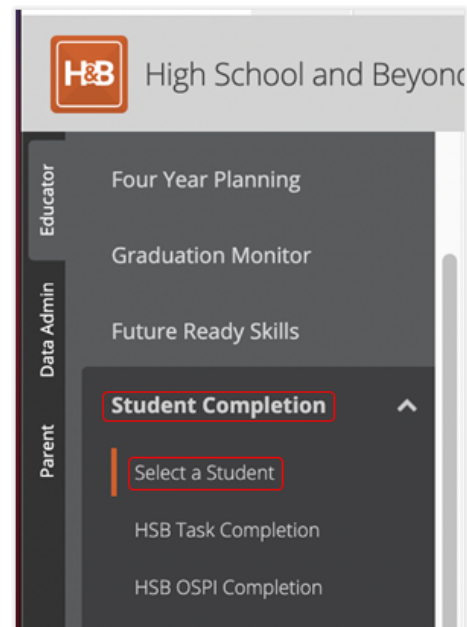 H&B High School and Beyond
Educator
Data Admin
Parent
Four Year Planning
Graduation Monitor
Future Ready Skills
Student Completion
Select a Student
HSB Task Completion
HSB OSPI Completion